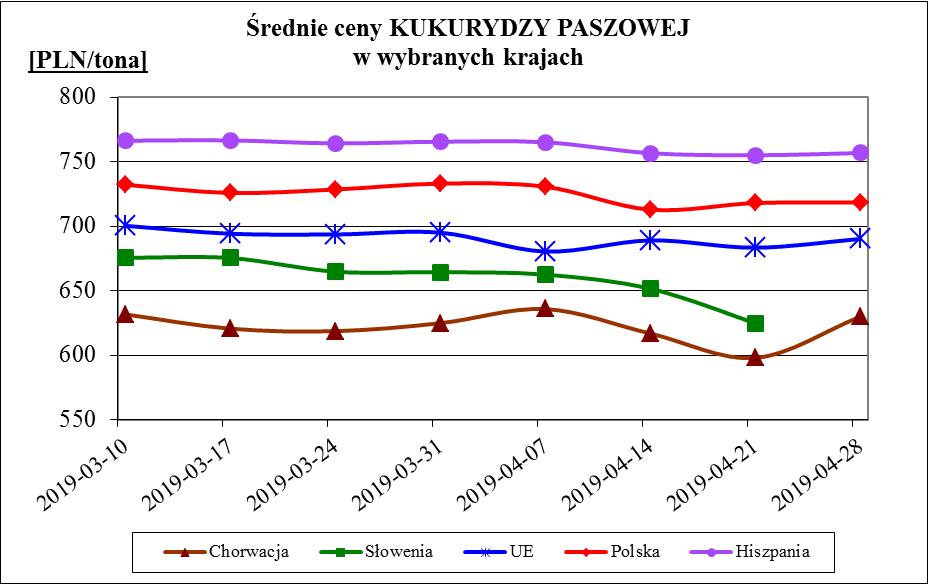 Średnie ceny KUKURYDZY PASZOWEJ
w wybranych krajach
[PLN/tona]
800
750
700
650
600
550
2019-03-10
2019-03-17
2019-03-24
2019-03-31
2019-04-07
2019-04-14
2019-04-21
2019-04-28
Chorwacja
Słowenia
UE
Polska
Hiszpania